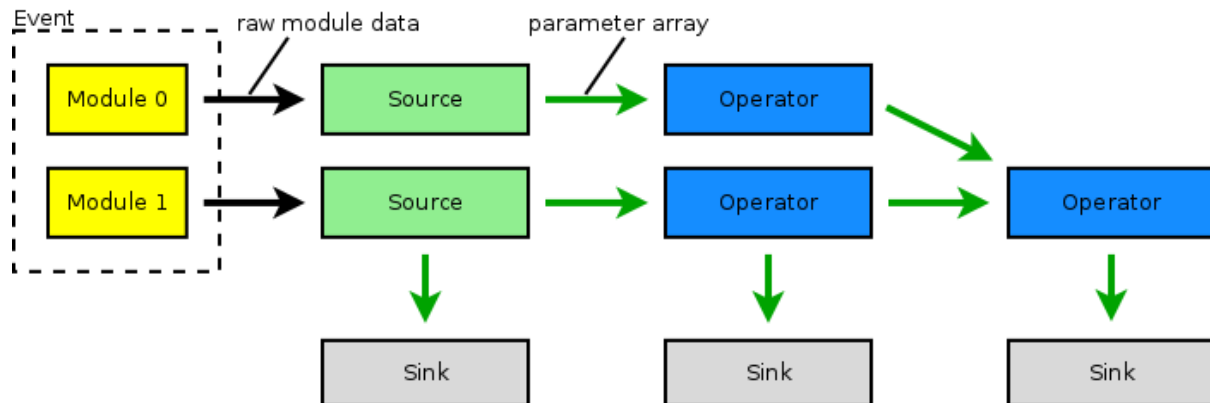 Event
raw module data
parameter array
Module 0
Source
Operator
Module 1
Source
Operator
Operator
Sink
Sink
Sink